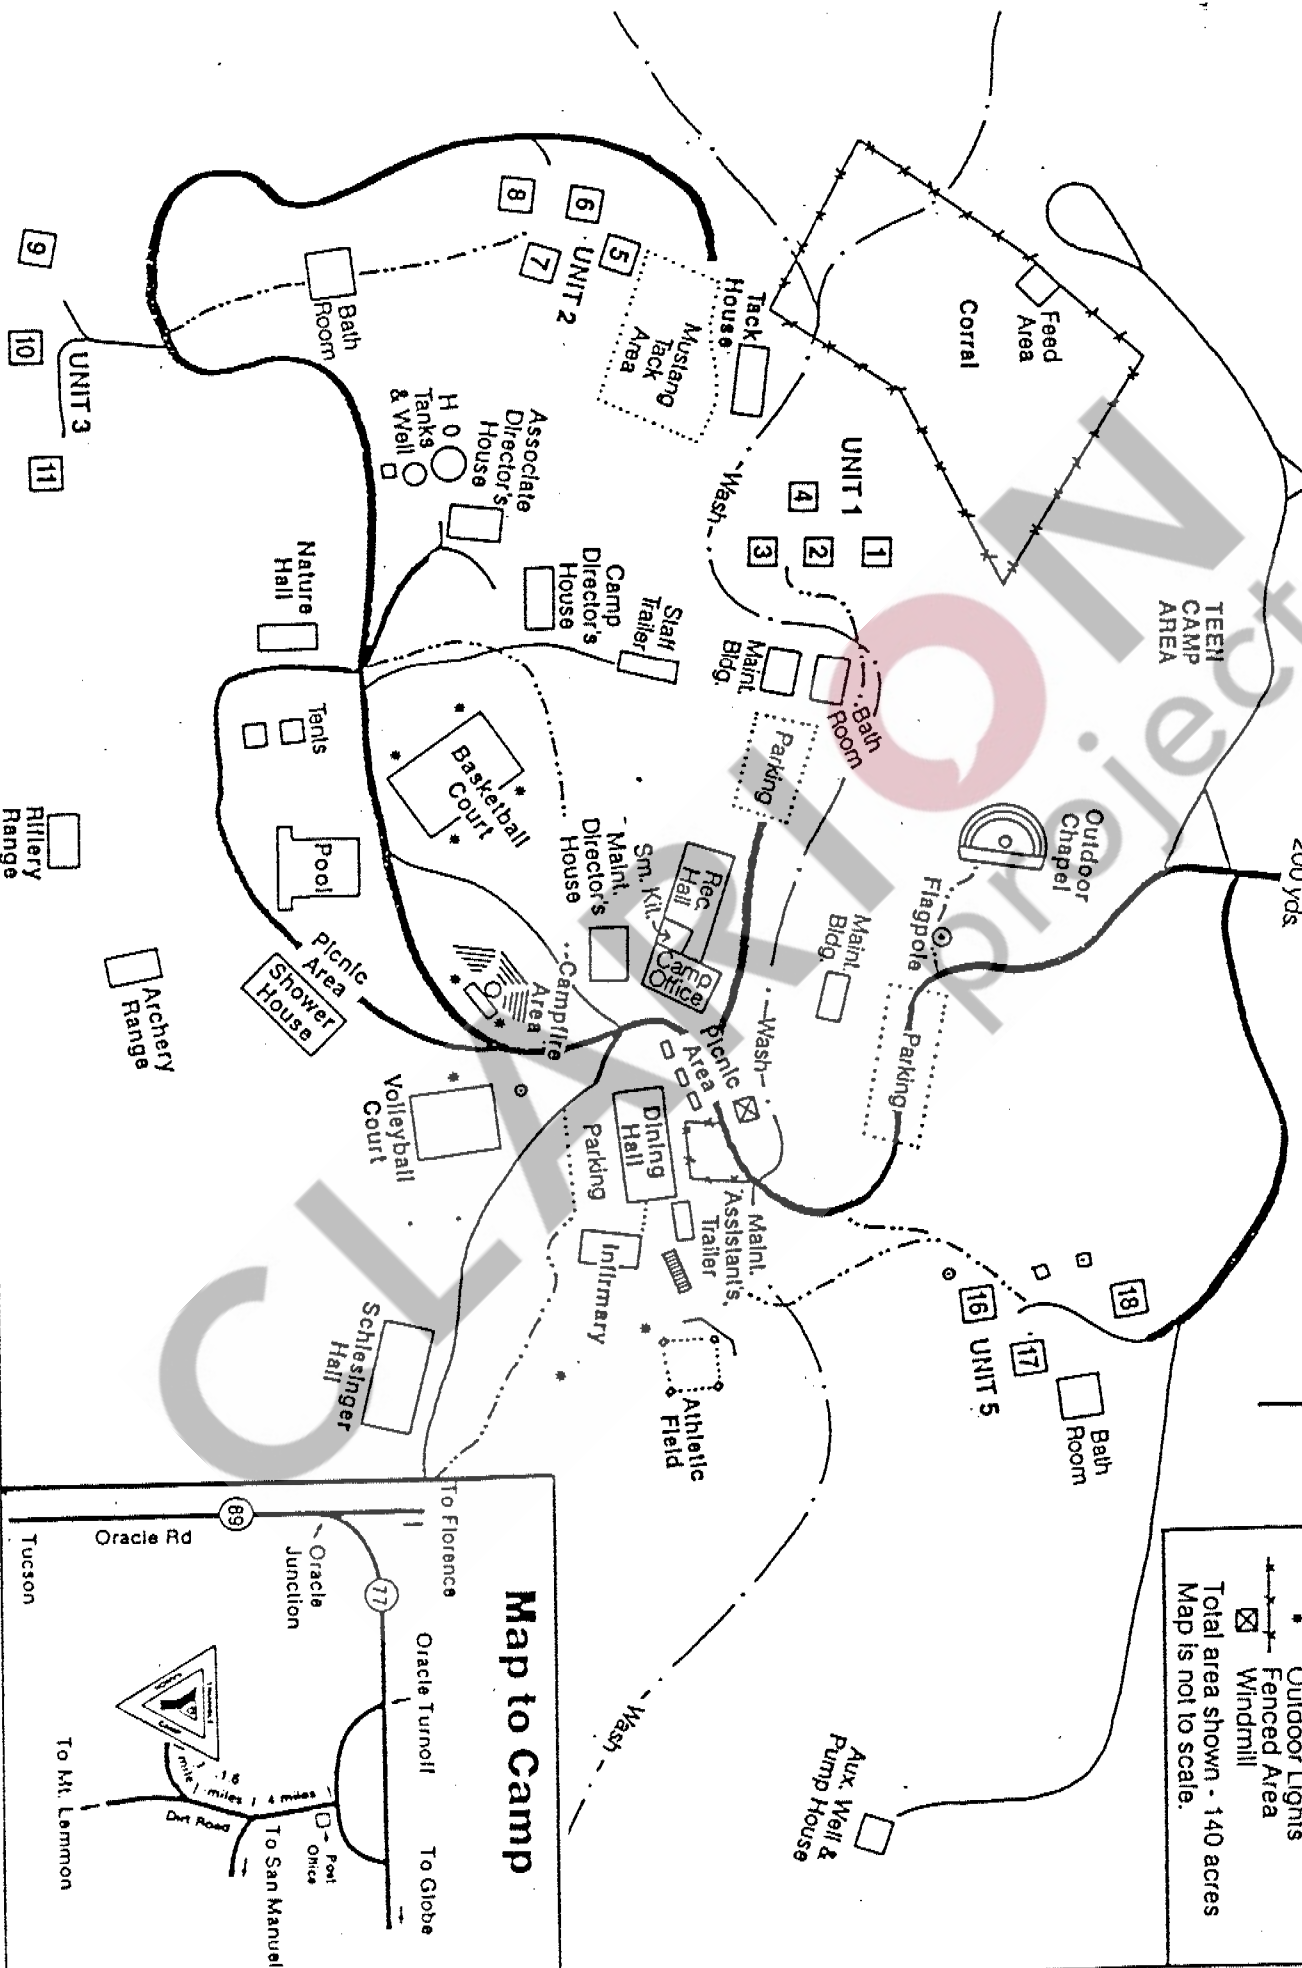 200 yds.
Outdoor Lights
Fenced Area
Windmill
Total area shown - 140 acres
Map is not to scale.
TEEN
CAMP
AREA
Feed
Area
Corral
Outdoor
Chapel
Flagpole
Parking
18
17
16
UNIT 5
Bath
Room
Aux. Well &
Pump House
UNIT 1
1
2
3
4
Bath
Room
Maint.
Bldg.
Maint.
Bldg.
Parking
Wash
Wash
Wash
Tack
House
Mustang
Tack
Area
UNIT 2
5
6
7
8
Staff
Trailer
Camp
Director's
House
Rec
Hall
Sm. Kit.
Camp
Office
Picnic
Area
Maint.
Assistant's
Trailer
Maint.
Director's
House
Dining
Hall
Parking
Infirmary
Athletic
Field
Associate
Director's
House
H O
Tanks
& Well
Bath
Room
Basketball
Court
Campfire
Area
Volleyball
Court
Schlesinger
Hall
Nature
Hall
Tents
Pool
Picnic
Area
Shower
House
Archery
Range
Riflery
Range
UNIT 3
9
10
11
Map to Camp
To Florence
Oracle Turnoff
To Globe
77
89
Oracle
Junction
Oracle Rd
Tucson
1
mile
1.6
miles
4 miles
Post
Office
Dirt Road
To San Manuel
To Mt. Lemmon
CLARION
project